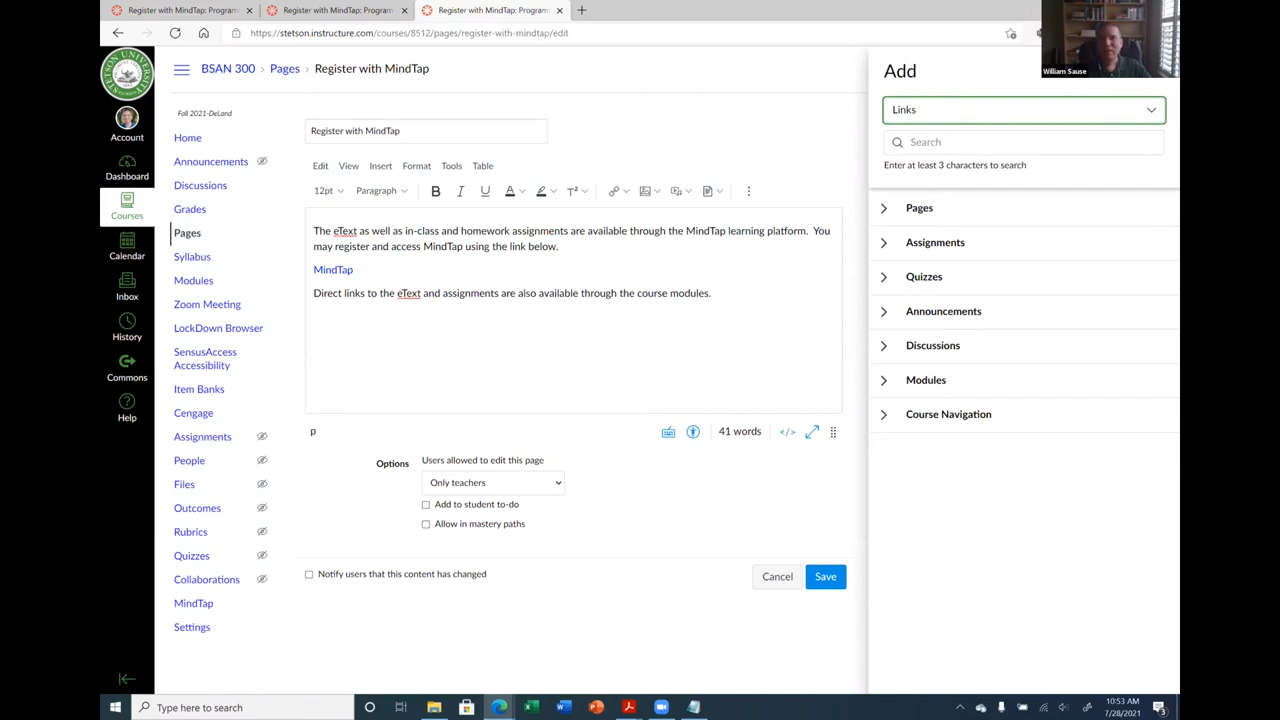 Register with MindTap: Program
Register with MindTap: Program
Register with MindTap: Program
https://stetson.instructure.com/courses/8512/pages/register-with-mindtap/edit
William Sause
STETSON UNIVERSITY
Account
Dashboard
Courses
Calendar
Inbox
History
Commons
Help
BSAN 300 > Pages > Register with MindTap
Fall 2021-DeLand
Home
Announcements
Discussions
Grades
Pages
Syllabus
Modules
Zoom Meeting
LockDown Browser
SensusAccess
Accessibility
Item Banks
Cengage
Assignments
People
Files
Outcomes
Rubrics
Quizzes
Collaborations
MindTap
Settings
Register with MindTap
Edit View Insert Format Tools Table
12pt Paragraph B I U A T²
The eText as well as in-class and homework assignments are available through the MindTap learning platform. You
may register and access MindTap using the link below.
MindTap
Direct links to the eText and assignments are also available through the course modules.
p
41 words </>
Options
Users allowed to edit this page
Only teachers
Add to student to-do
Allow in mastery paths
Notify users that this content has changed
Cancel Save
Add
Links
Search
Enter at least 3 characters to search
Pages
Assignments
Quizzes
Announcements
Discussions
Modules
Course Navigation
Type here to search
10:53 AM
7/28/2021
3